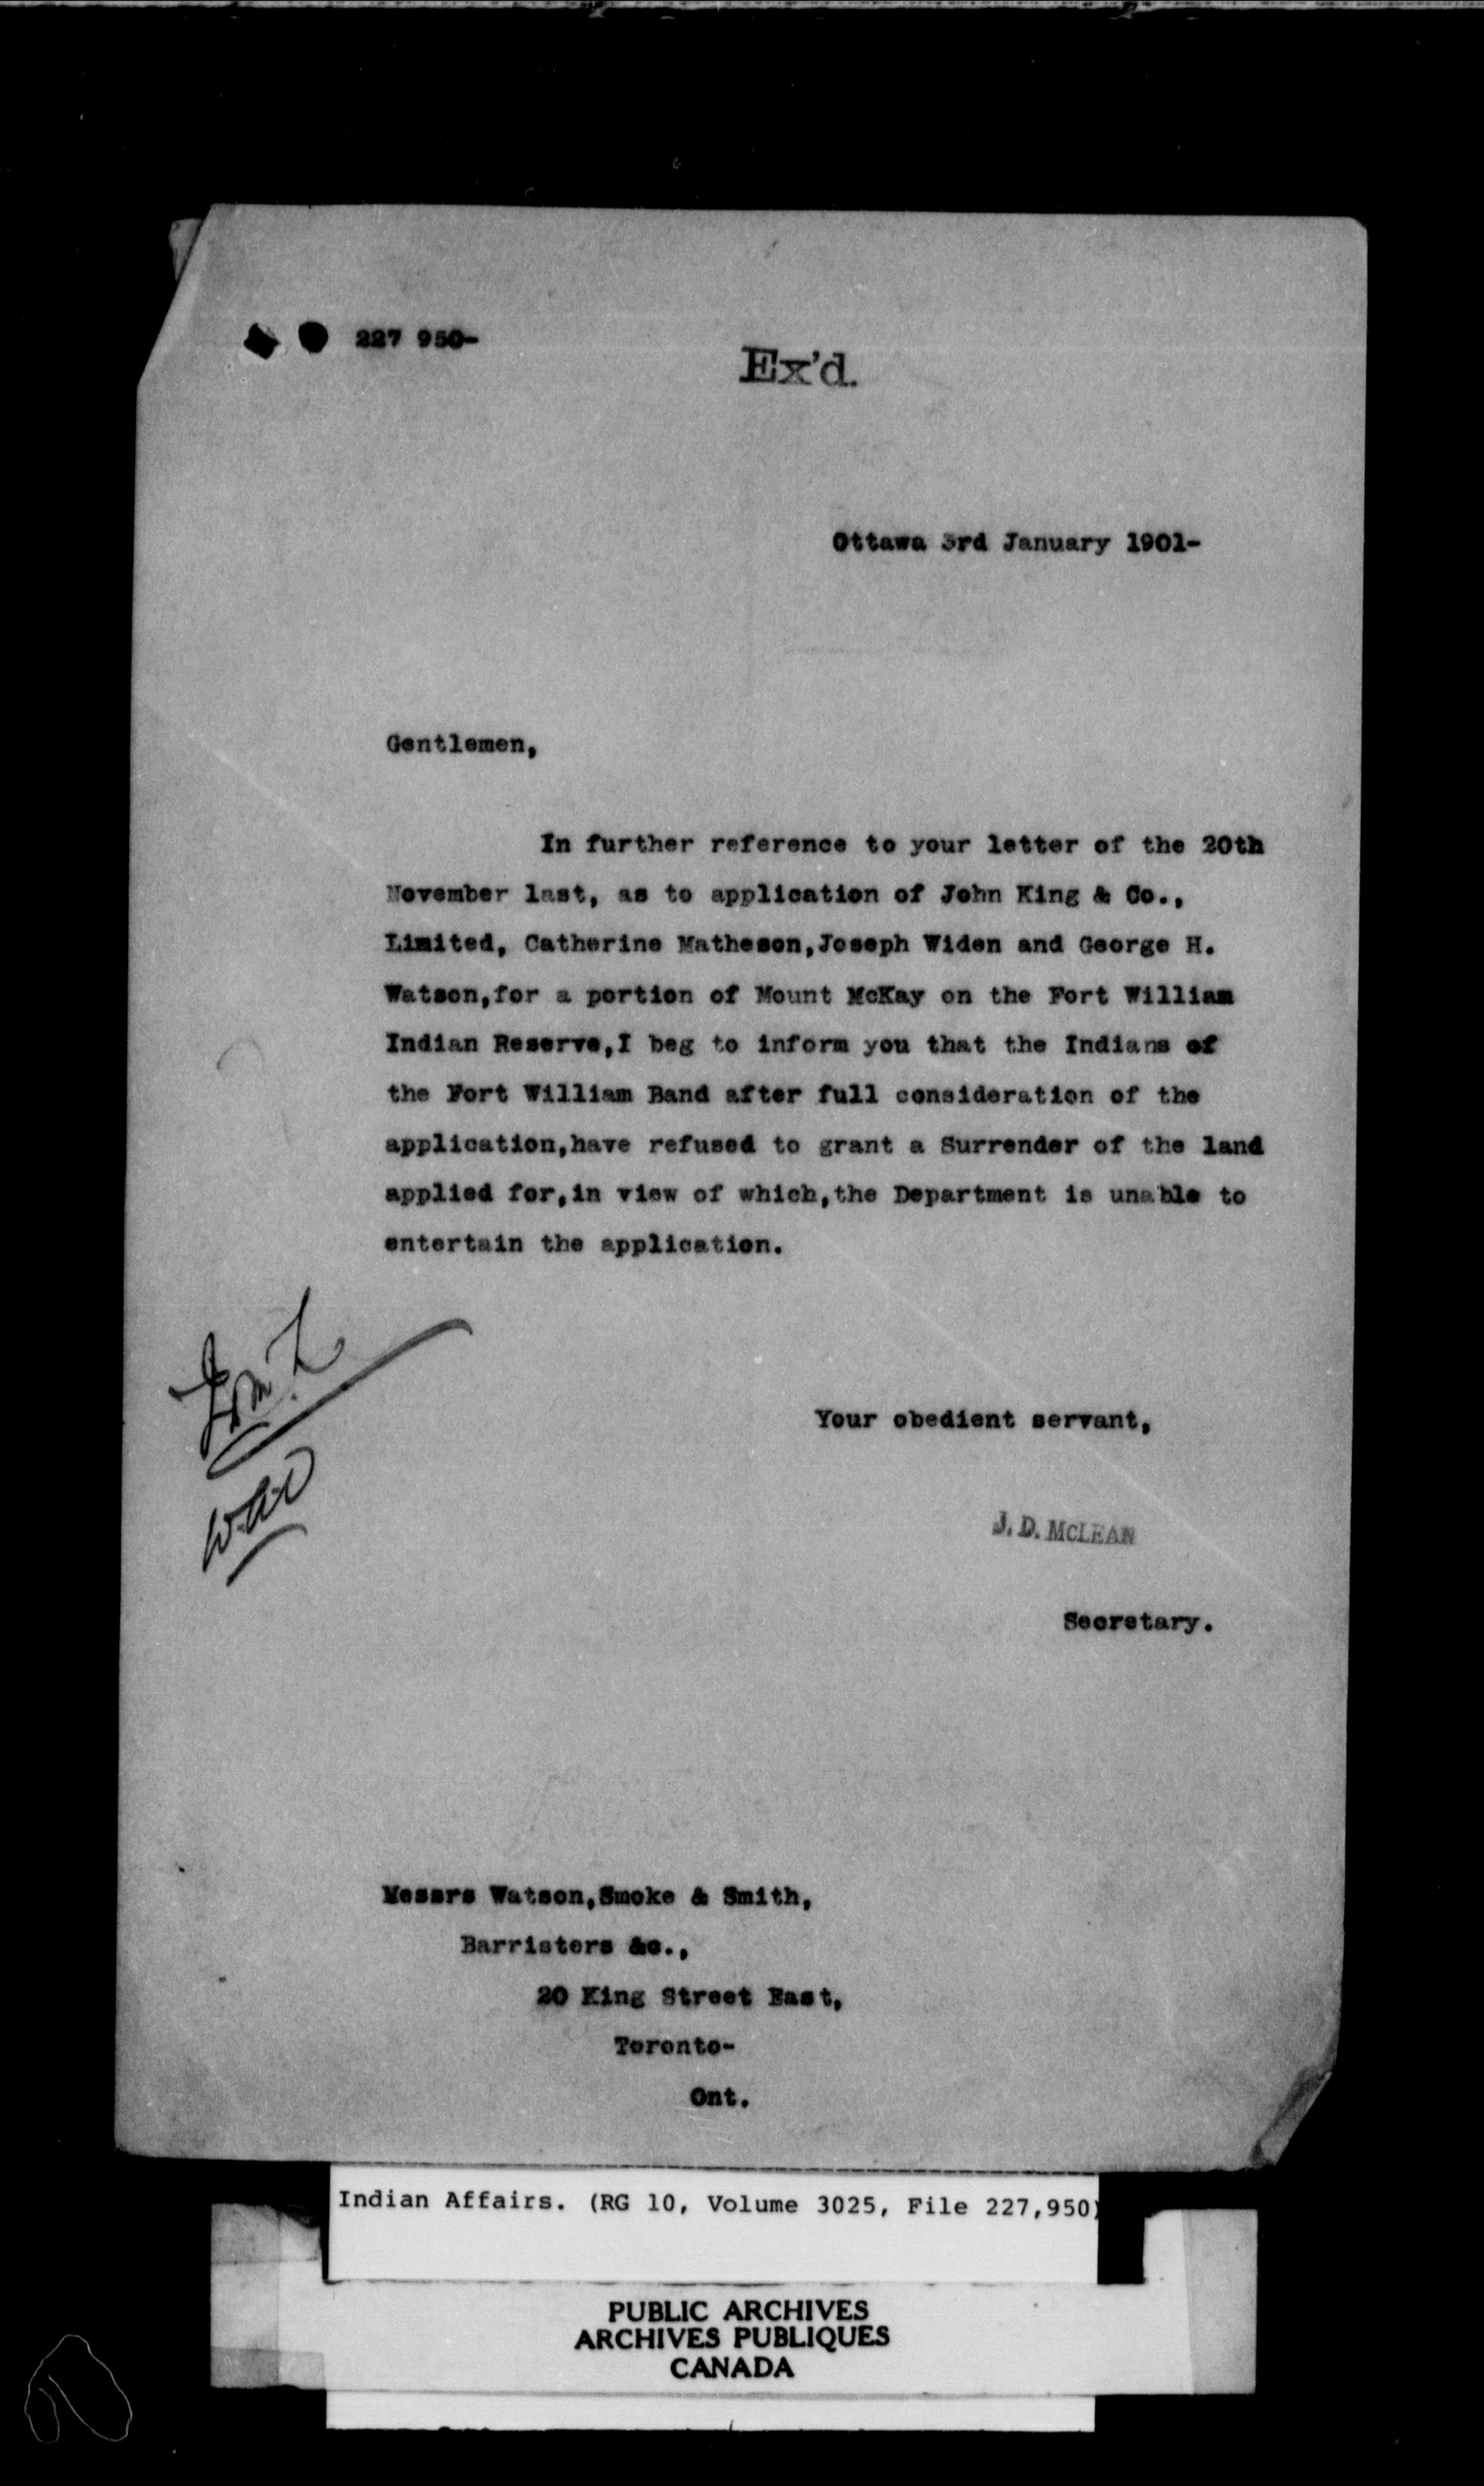 227 950-
Ex'd.
Ottawa 3rd January 1901-
Gentlemen,
In further reference to your letter of the 20th
November last, as to application of John King & Co.,
Limited, Catherine Matheson,Joseph Widen and George H.
Watson,for a portion of Mount McKay on the Fort William
Indian Reserve,I beg to inform you that the Indians of
the Fort William Band after full consideration of the
application,have refused to grant a Surrender of the land
applied for,in view of which,the Department is unable to
entertain the application.
Your obedient servant,
J. D. McLEAN
Secretary.
Messrs Watson,Smoke & Smith,
Barristers &c.,
20 King Street East,
Toronto-
Ont.
Indian Affairs. (RG 10, Volume 3025, File 227,950)
PUBLIC ARCHIVES
ARCHIVES PUBLIQUES
CANADA